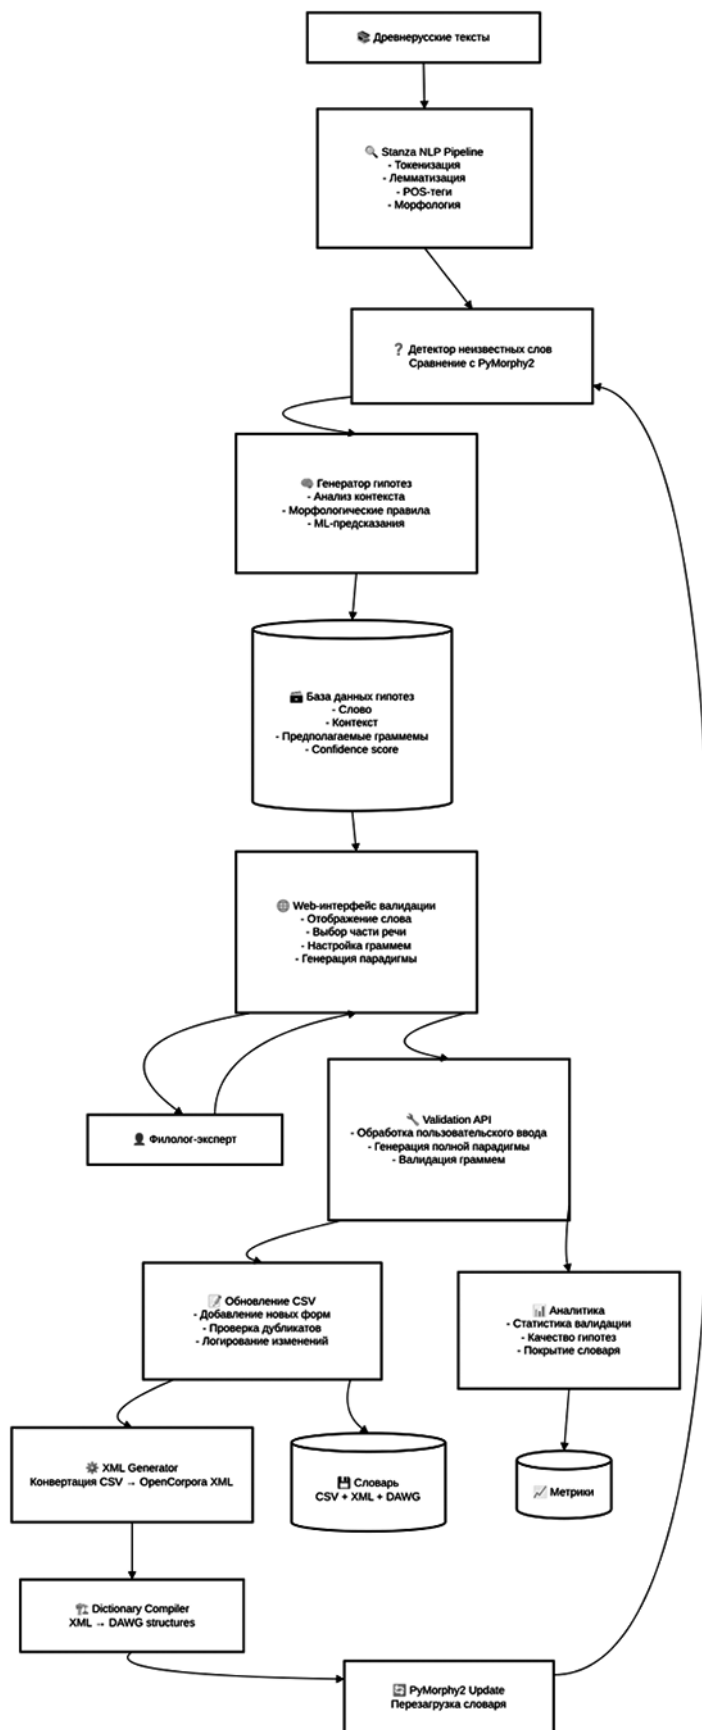 📚 Древнерусские тексты
🔍 Stanza NLP Pipeline
- Токенизация
- Лемматизация
- POS-теги
- Морфология
❓ Детектор неизвестных слов
Сравнение с PyMorphy2
🧠 Генератор гипотез
- Анализ контекста
- Морфологические правила
- ML-предсказания
🗃 База данных гипотез
- Слово
- Контекст
- Предполагаемые граммемы
- Confidence score
🌐 Web-интерфейс валидации
- Отображение слова
- Выбор части речи
- Настройка граммем
- Генерация парадигмы
👤 Филолог-эксперт
🔧 Validation API
- Обработка пользовательского ввода
- Генерация полной парадигмы
- Валидация граммем
📝 Обновление CSV
- Добавление новых форм
- Проверка дубликатов
- Логирование изменений
📊 Аналитика
- Статистика валидации
- Качество гипотез
- Покрытие словаря
⚙️ XML Generator
Конвертация CSV → OpenCorpora XML
💾 Словарь
CSV + XML + DAWG
📈 Метрики
🏗 Dictionary Compiler
XML → DAWG structures
🔄 PyMorphy2 Update
Перезагрузка словаря